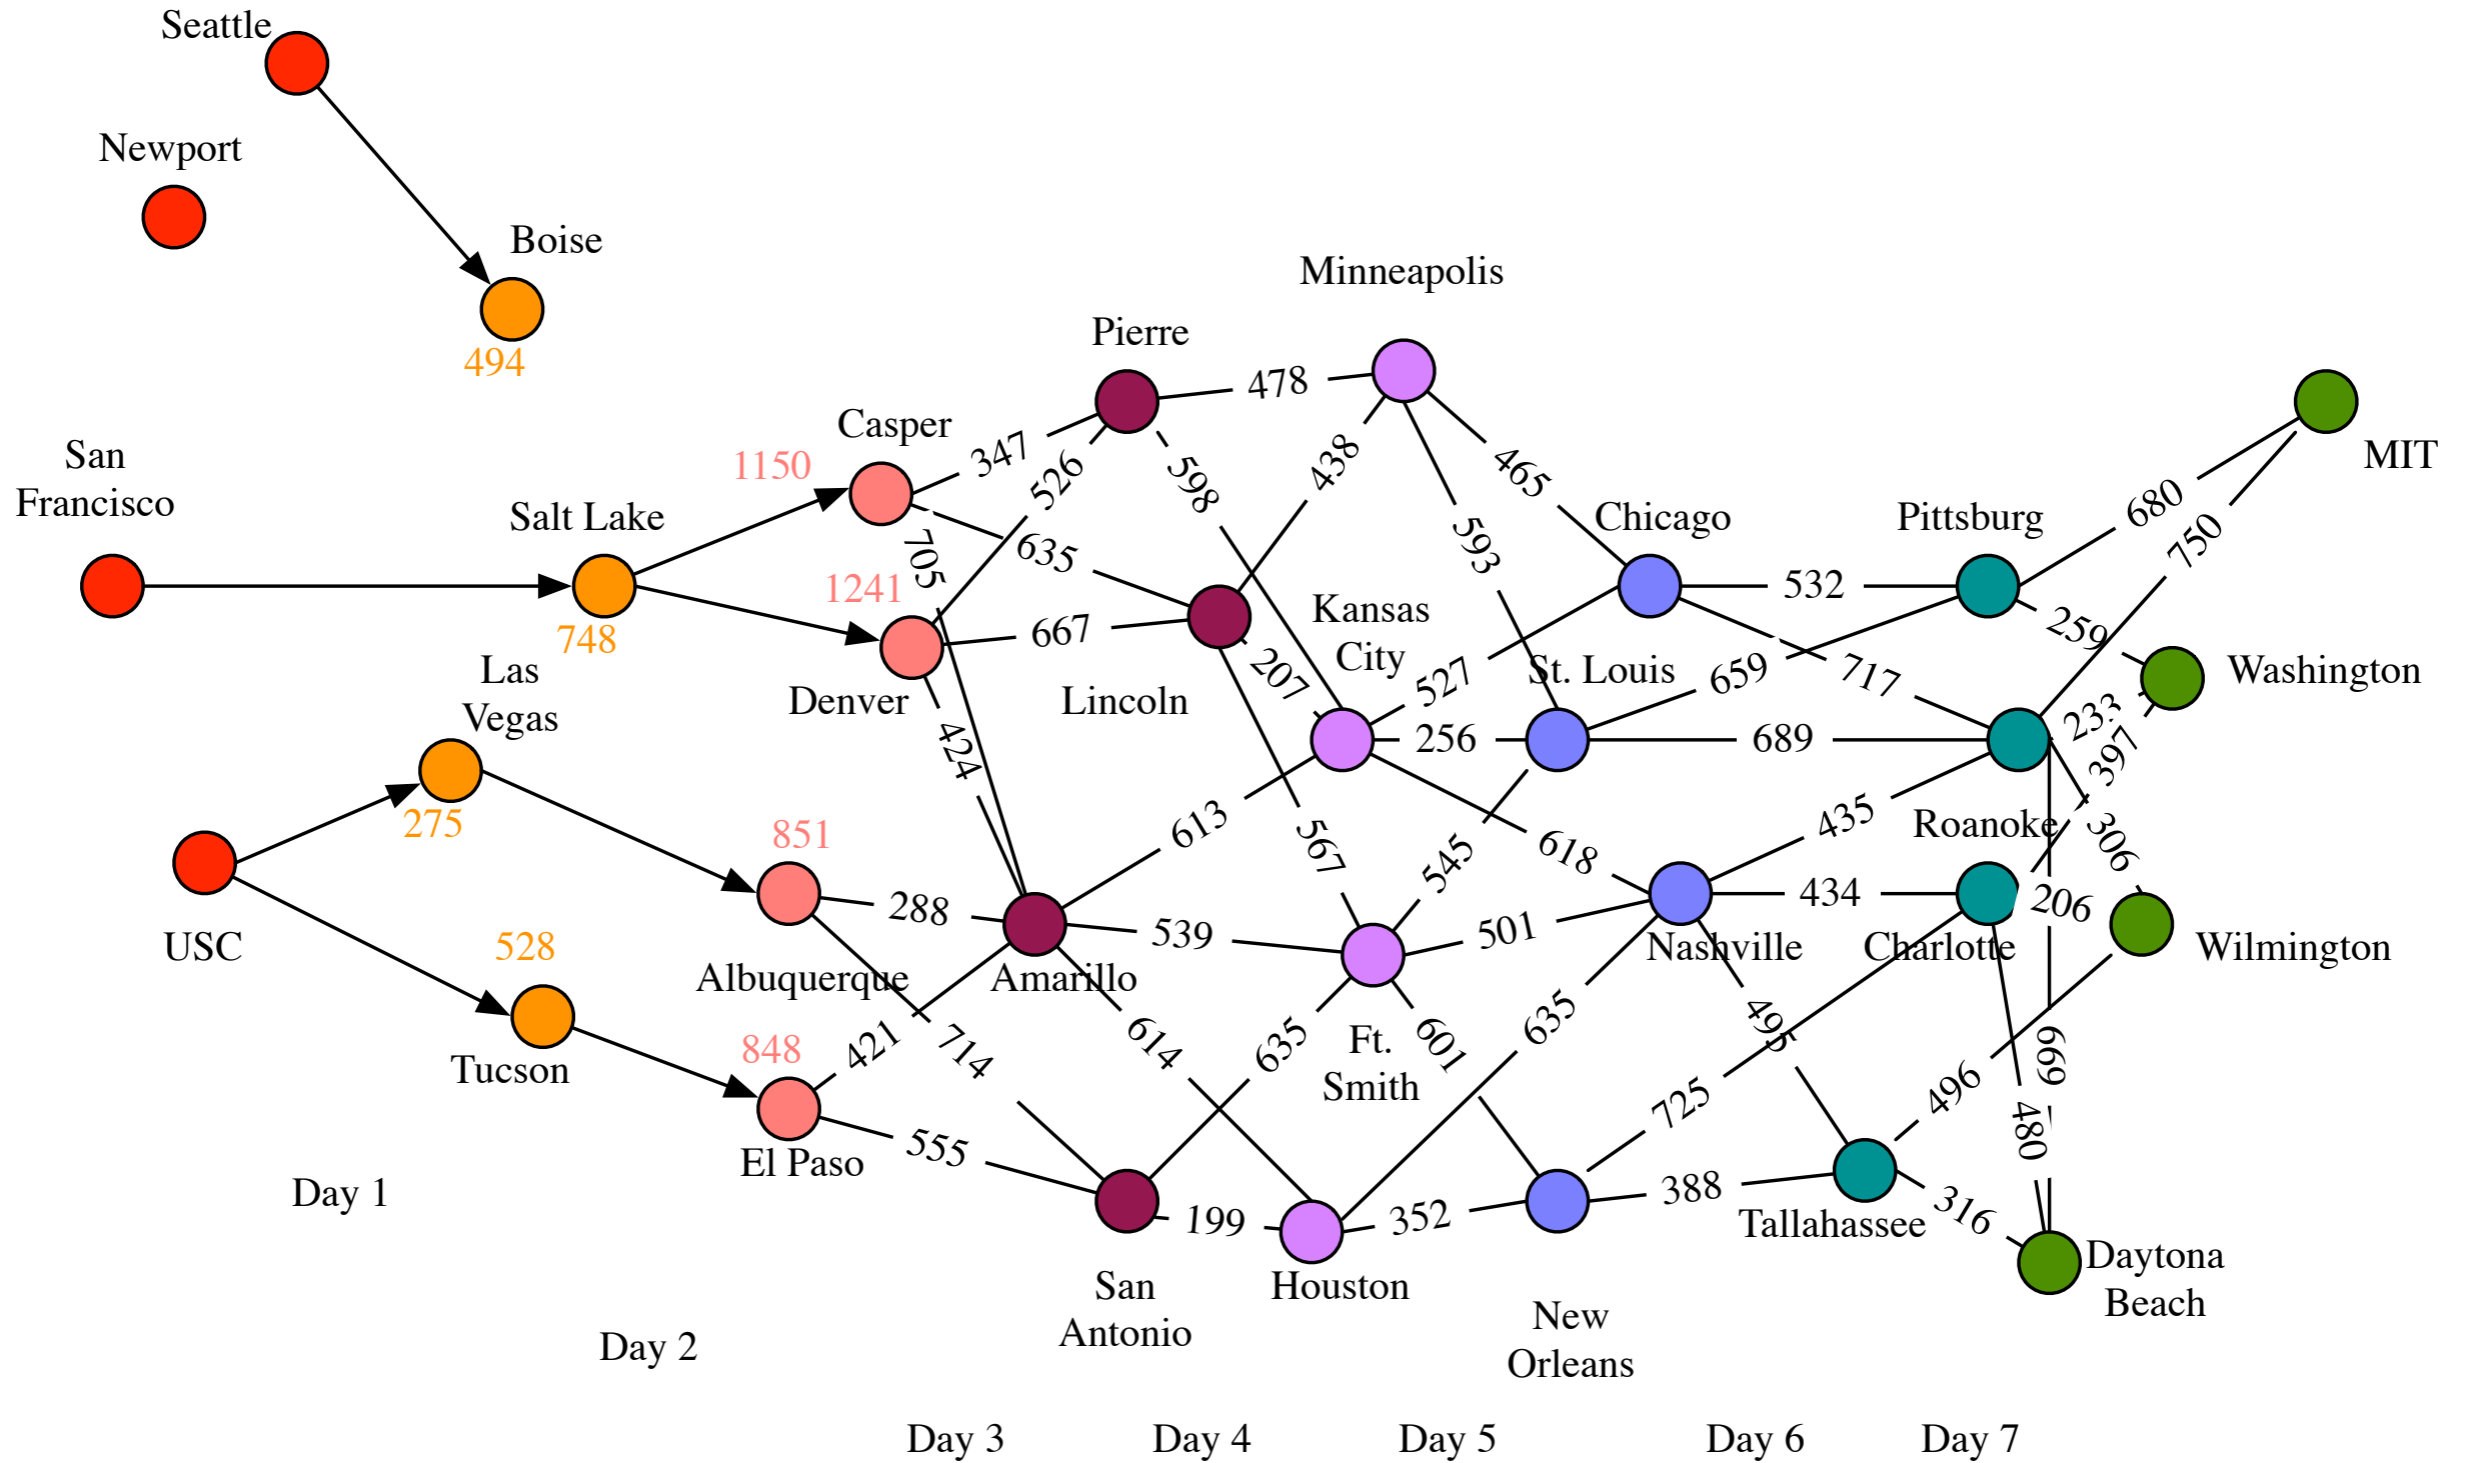 Seattle
Newport
Boise
494
Minneapolis
Pierre
478
Casper
347
1150
526
598
438
465
San
Francisco
Salt Lake
748
705
635
1241
667
Denver
Lincoln
207
Kansas
City
593
Chicago
532
Pittsburg
680
MIT
750
259
Washington
527
St. Louis
659
717
256
689
233
397
Las
Vegas
275
424
613
567
545
618
435
Roanoke
306
USC
851
288
539
501
434
206
Albuquerque
Amarillo
Nashville
Charlotte
Wilmington
528
Tucson
848
421
714
614
635
Ft.
Smith
601
635
495
669
725
496
480
El Paso
555
199
352
388
Tallahassee
316
Daytona
Beach
San
Antonio
Houston
New
Orleans
Day 1
Day 2
Day 3
Day 4
Day 5
Day 6
Day 7